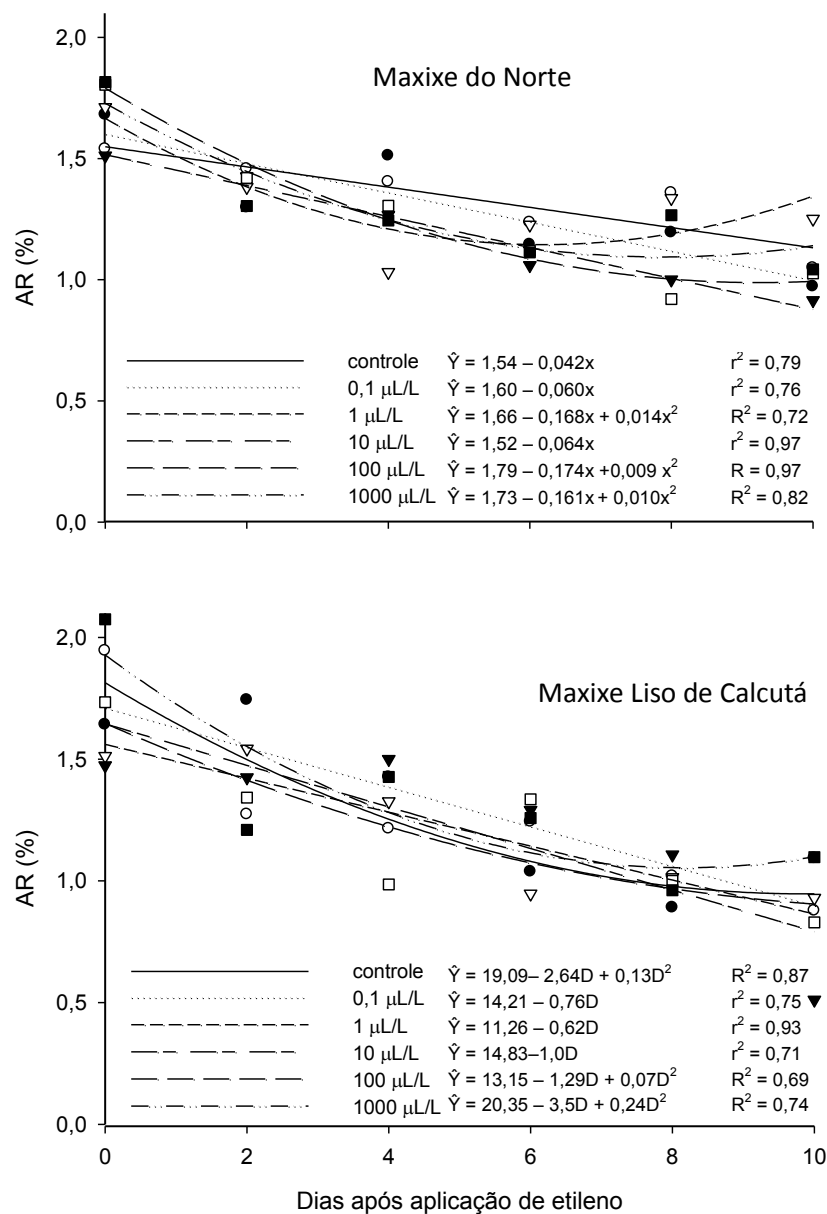 2,0
Maxixe do Norte
1,5
AR (%)
1,0
controle Ŷ = 1,54 – 0,042x r² = 0,79
0,1 μL/L Ŷ = 1,60 – 0,060x r² = 0,76
0,5
1 μL/L Ŷ = 1,66 – 0,168x + 0,014x² R² = 0,72
10 μL/L Ŷ = 1,52 – 0,064x r² = 0,97
100 μL/L Ŷ = 1,79 – 0,174x +0,009 x² R = 0,97
1000 μL/L Ŷ = 1,73 – 0,161x + 0,010x² R² = 0,82
0,0
2,0
Maxixe Liso de Calcutá
1,5
AR (%)
1,0
controle Ŷ = 19,09– 2,64D + 0,13D² R² = 0,87
0,5
0,1 μL/L Ŷ = 14,21 – 0,76D r² = 0,75
1 μL/L Ŷ = 11,26 – 0,62D r² = 0,93
10 μL/L Ŷ = 14,83–1,0D r² = 0,71
100 μL/L Ŷ = 13,15 – 1,29D + 0,07D² R² = 0,69
1000 μL/L Ŷ = 20,35 – 3,5D + 0,24D² R² = 0,74
0,0
0 2 4 6 8 10
Dias após aplicação de etileno